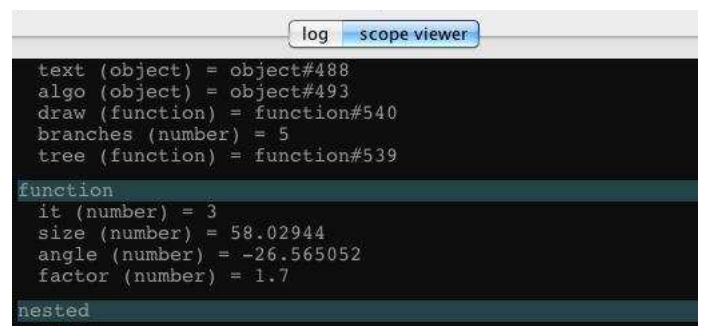 log scope viewer
text (object) = object#488
algo (object) = object#493
draw (function) = function#540
branches (number) = 5
tree (function) = function#539
function
it (number) = 3
size (number) = 58.02944
angle (number) = -26.565052
factor (number) = 1.7
nested